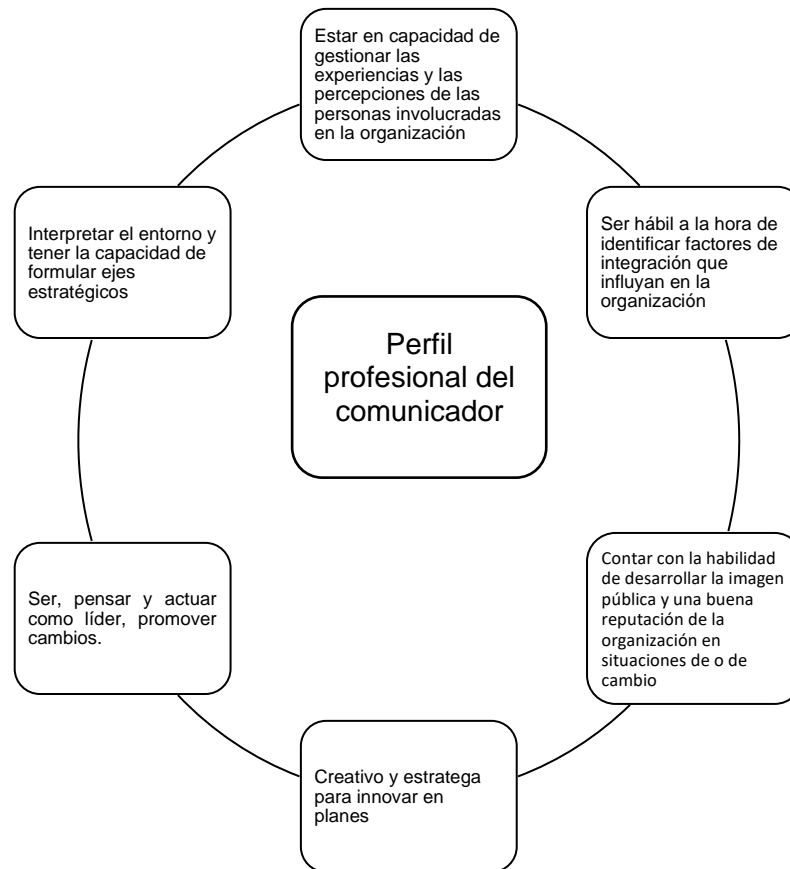 Estar en capacidad de
gestionar las
experiencias y las
percepciones de las
personas involucradas
en la organización
Interpretar el entorno y
tener la capacidad de
formular ejes
estratégicos
Ser hábil a la hora de
identificar factores de
integración que
influyan en la
organización
Perfil
profesional del
comunicador
Ser, pensar y actuar
como líder, promover
cambios.
Contar con la habilidad
de desarrollar la imagen
pública y una buena
reputación de la
organización en
situaciones de o de
cambio
Creativo y estratega
para innovar en
planes